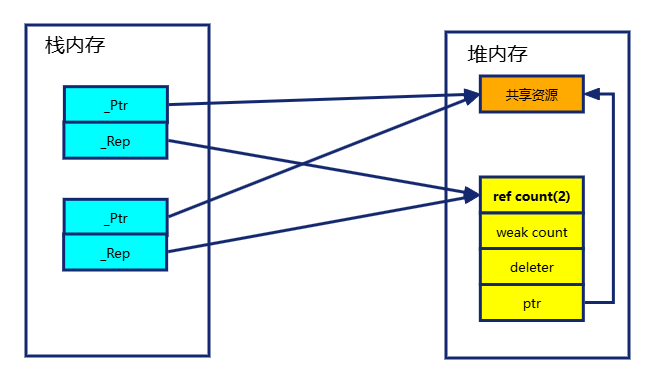 栈内存
_Ptr
_Rep
_Ptr
_Rep
堆内存
共享资源
ref count(2)
weak count
deleter
ptr